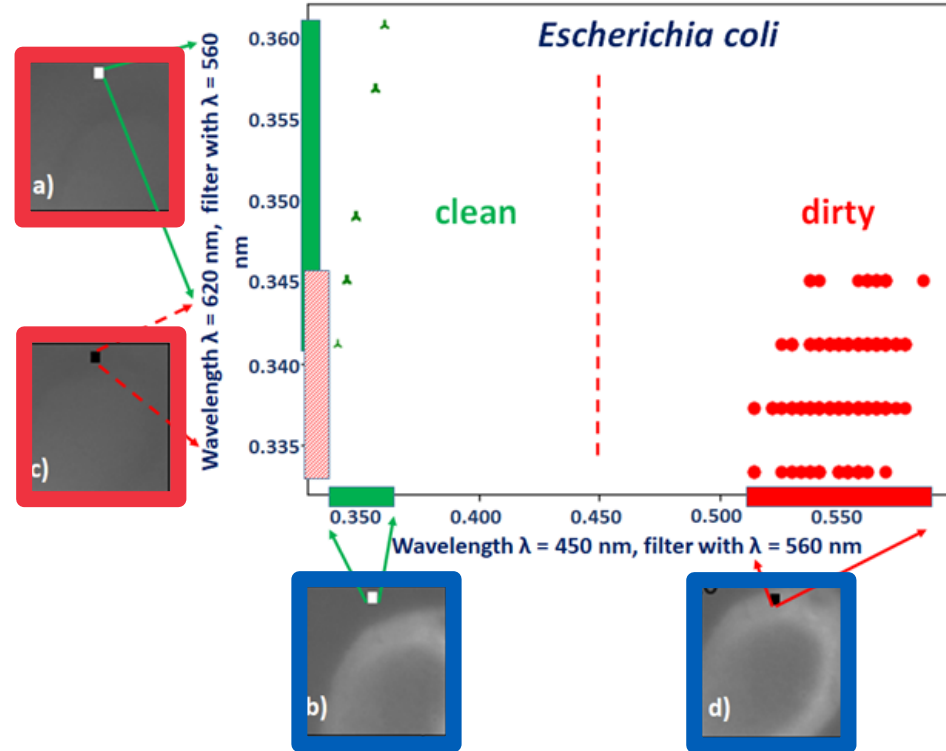 Escherichia coli
clean
dirty
Wavelength λ = 620 nm, filter with λ = 560
nm
0.360
0.355
0.350
0.345
0.340
0.335
0.350
0.400
0.450
0.500
0.550
Wavelength λ = 450 nm, filter with λ = 560 nm
a)
c)
b)
d)